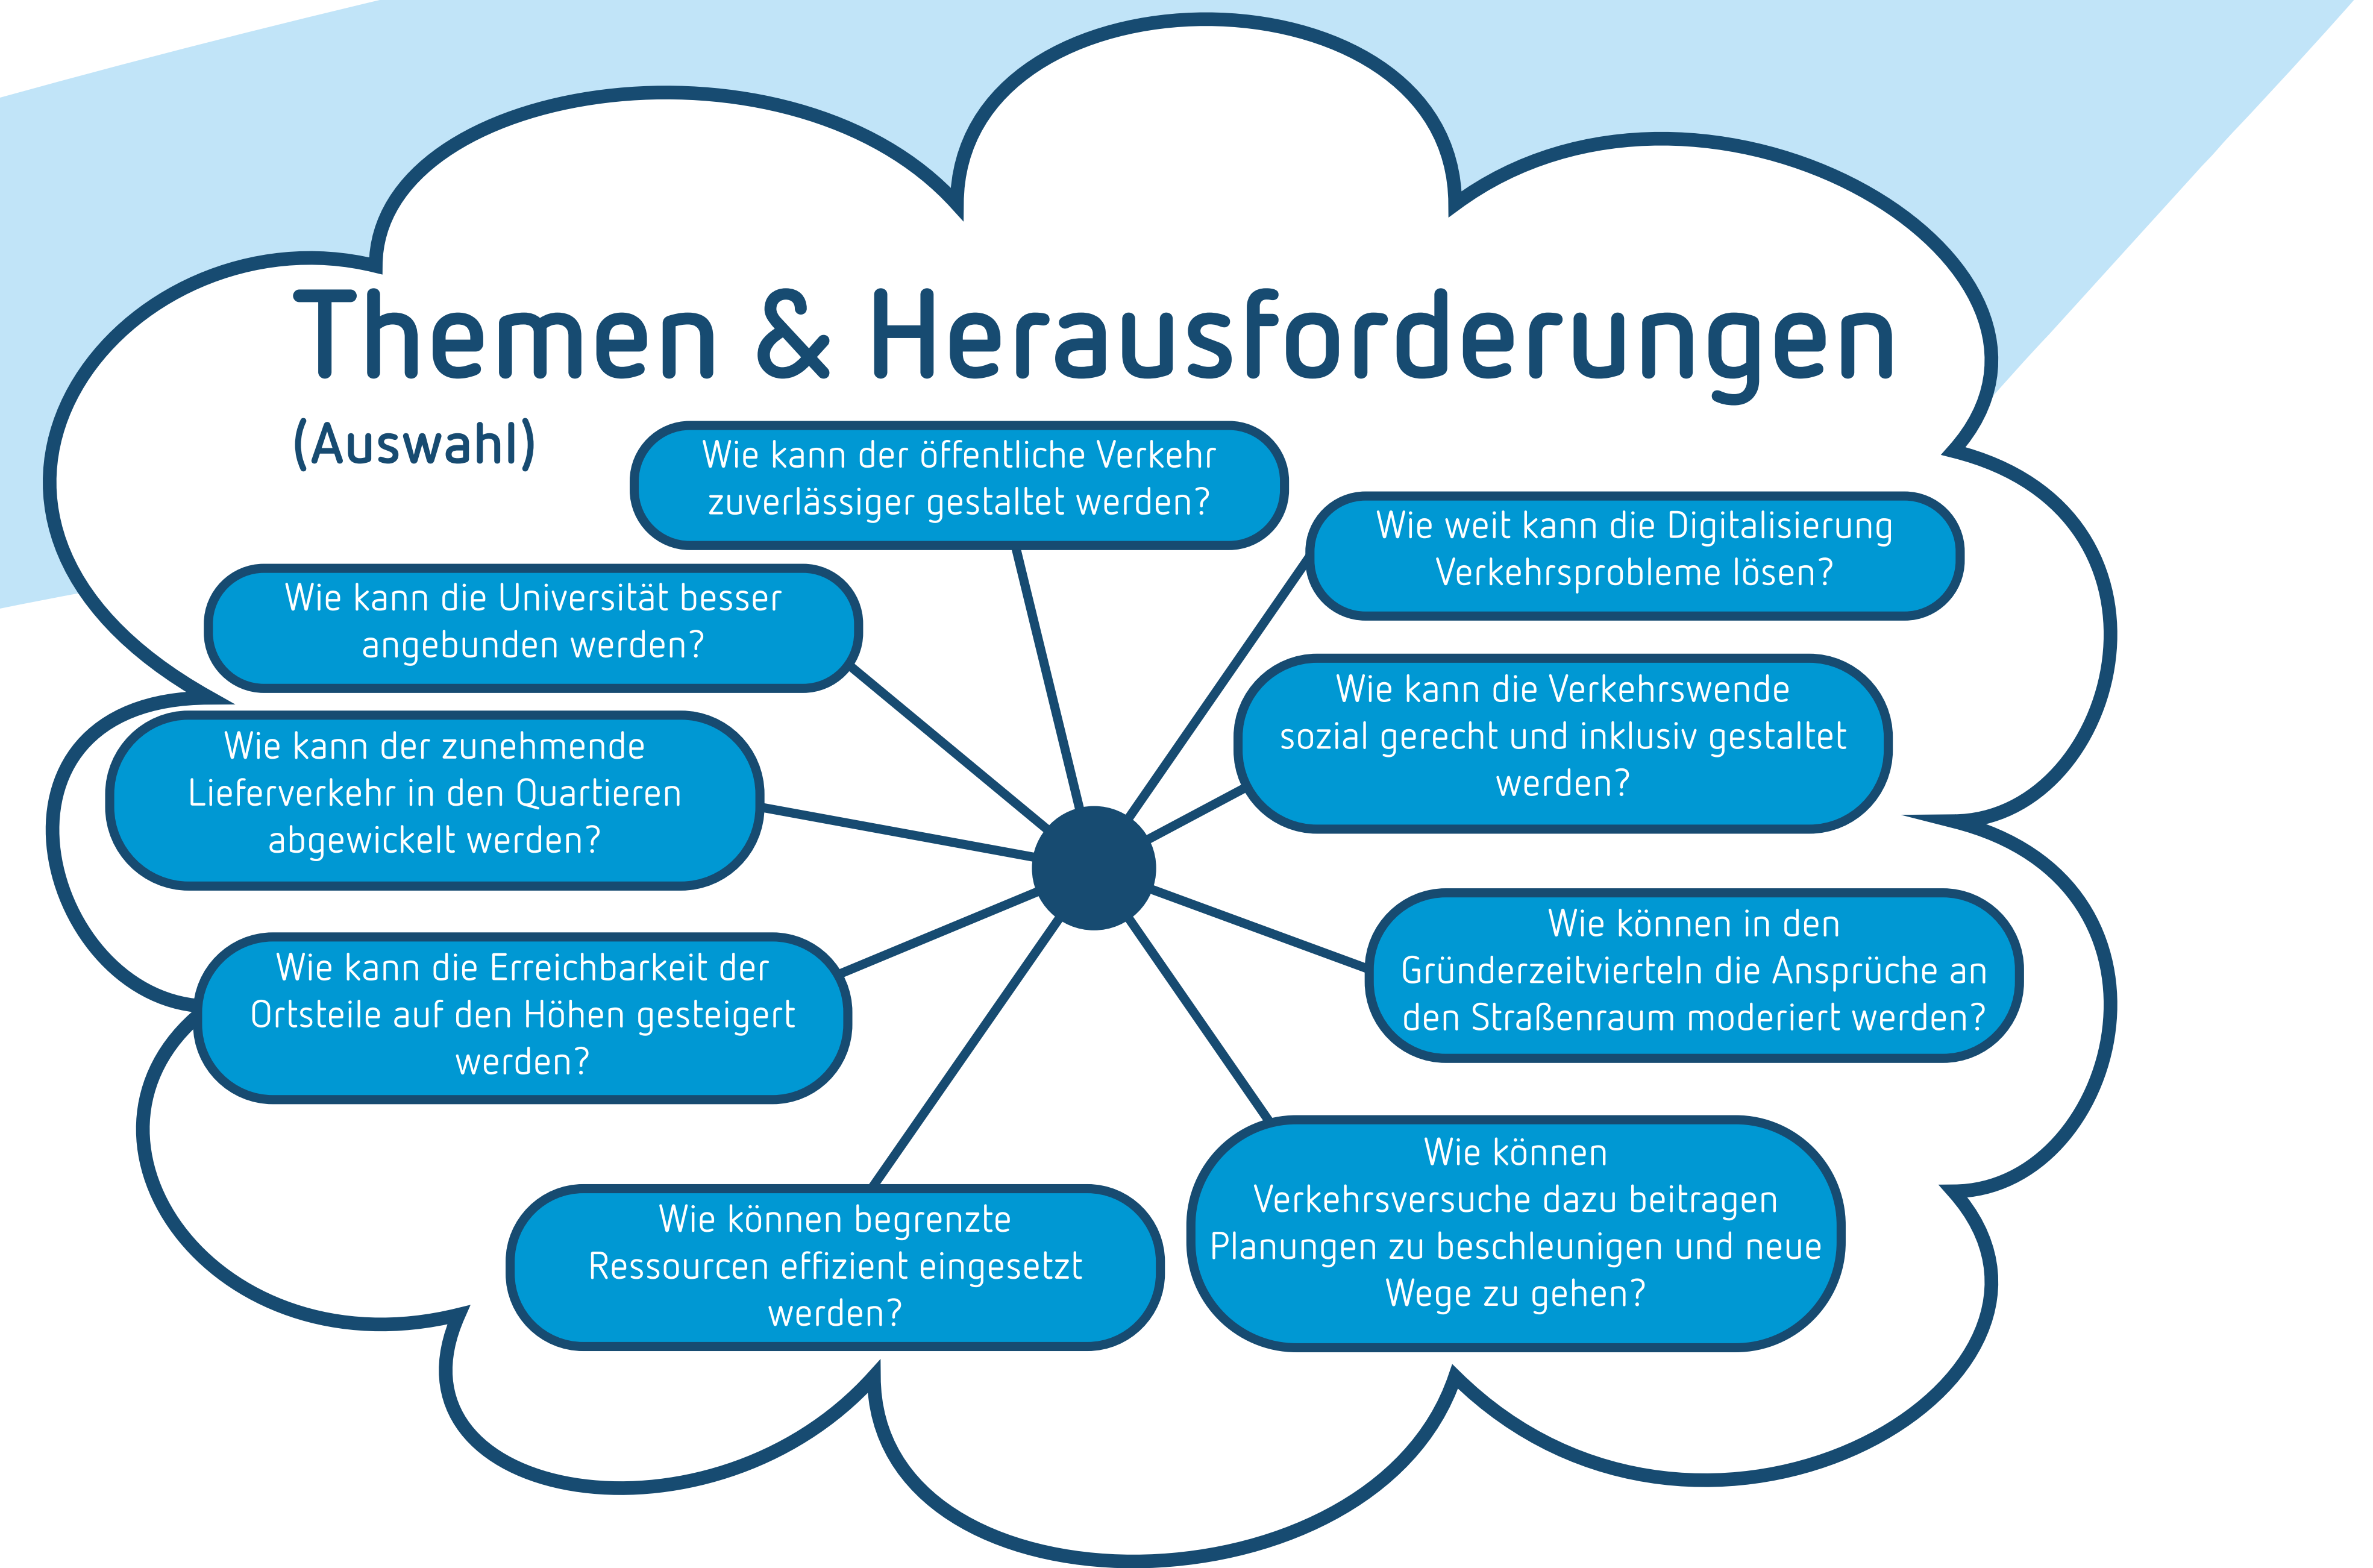 Themen & Herausforderungen
(Auswahl)
Wie kann der öffentliche Verkehr
zuverlässiger gestaltet werden?
Wie weit kann die Digitalisierung
Verkehrsprobleme lösen?
Wie kann die Universität besser
angebunden werden?
Wie kann die Verkehrswende
sozial gerecht und inklusiv gestaltet
werden?
Wie kann der zunehmende
Lieferverkehr in den Quartieren
abgewickelt werden?
Wie können in den
Gründerzeitvierteln die Ansprüche an
den Straßenraum moderiert werden?
Wie kann die Erreichbarkeit der
Ortsteile auf den Höhen gesteigert
werden?
Wie können
Verkehrsversuche dazu beitragen
Planungen zu beschleunigen und neue
Wege zu gehen?
Wie können begrenzte
Ressourcen effizient eingesetzt
werden?